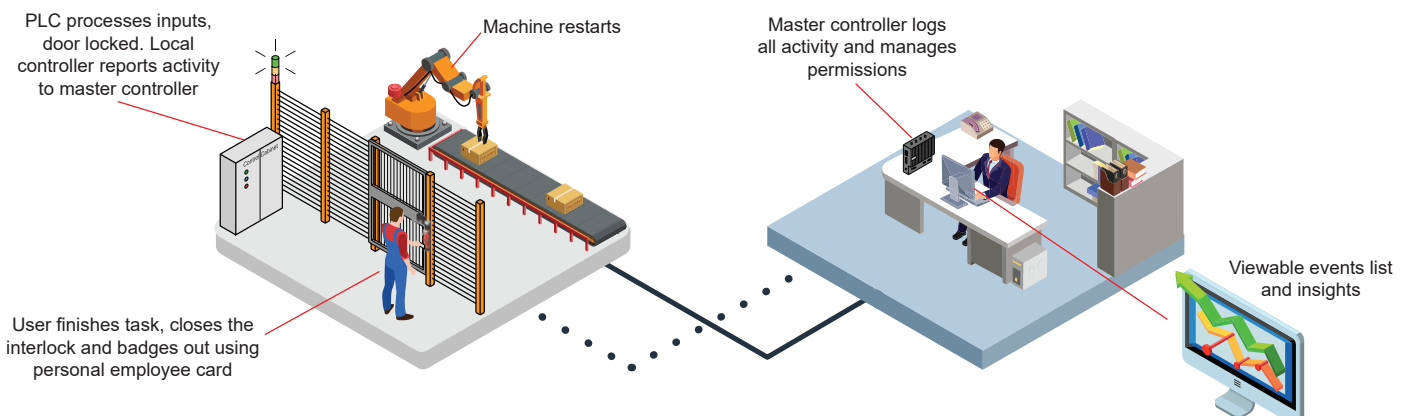 PLC processes inputs,
door locked. Local
controller reports activity
to master controller
Machine restarts
Master controller logs
all activity and manages
permissions
Control Cabinet
User finishes task, closes the
interlock and badges out using
personal employee card
Viewable events list
and insights